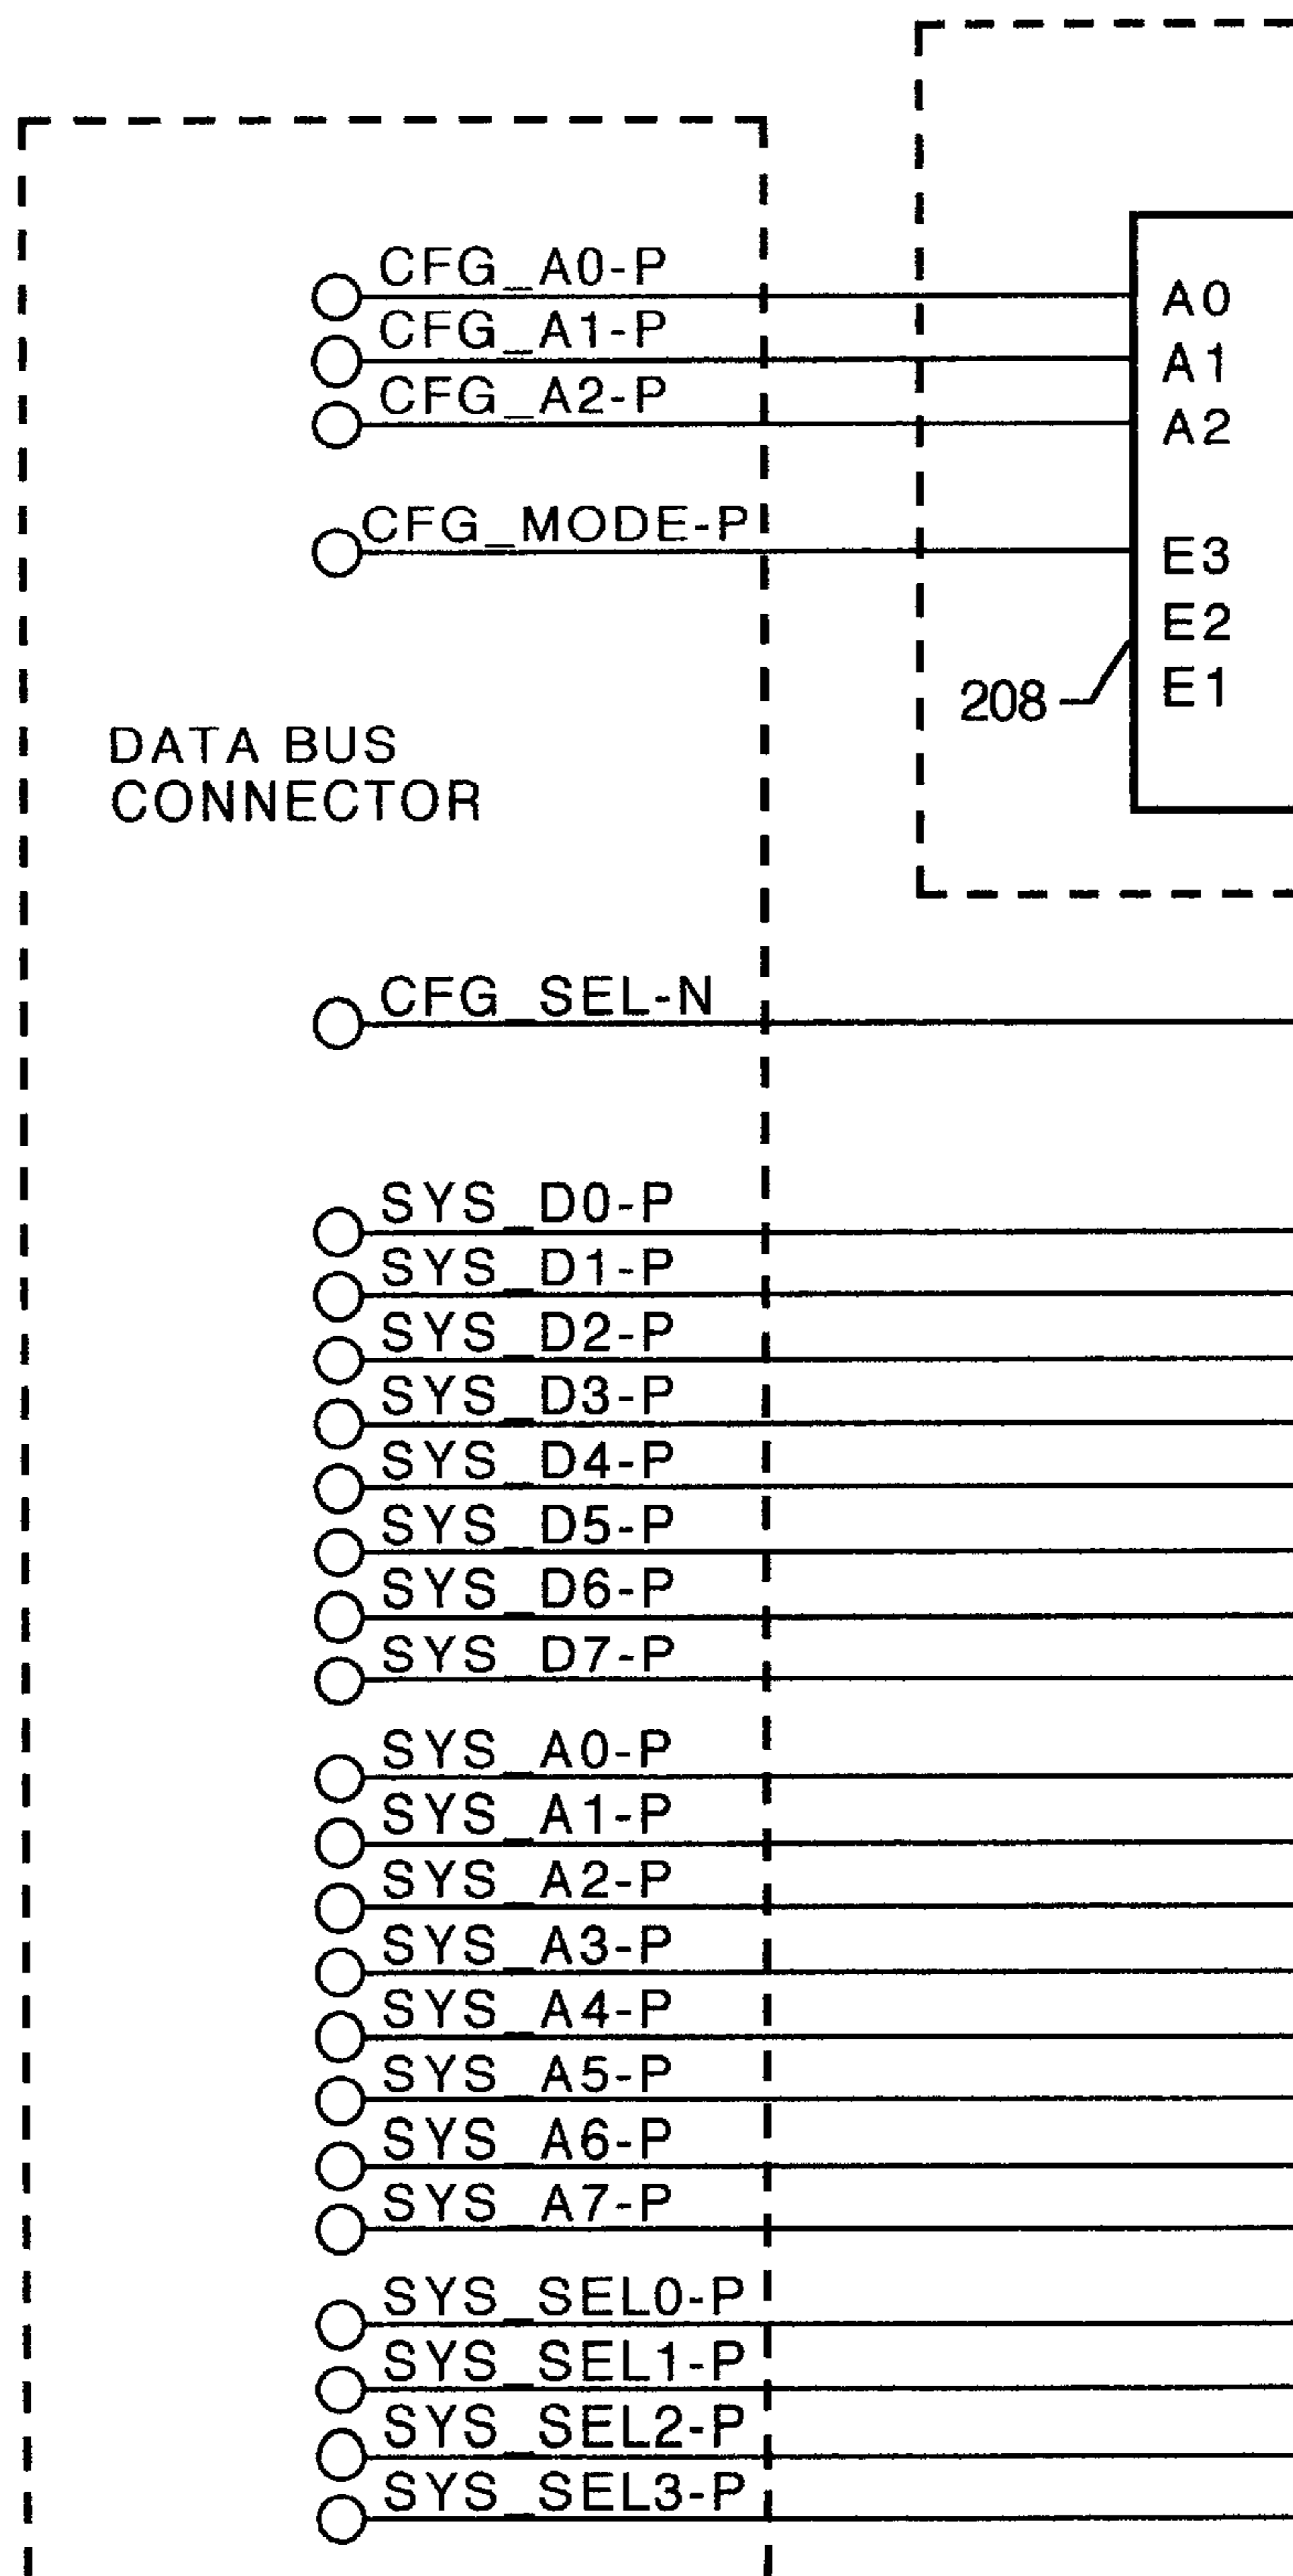 CFG_A0-P
CFG_A1-P
CFG_A2-P
CFG_MODE-P
A0
A1
A2
E3
E2
E1
208
DATA BUS
CONNECTOR
CFG_SEL-N
SYS_D0-P
SYS_D1-P
SYS_D2-P
SYS_D3-P
SYS_D4-P
SYS_D5-P
SYS_D6-P
SYS_D7-P
SYS_A0-P
SYS_A1-P
SYS_A2-P
SYS_A3-P
SYS_A4-P
SYS_A5-P
SYS_A6-P
SYS_A7-P
SYS_SEL0-P
SYS_SEL1-P
SYS_SEL2-P
SYS_SEL3-P